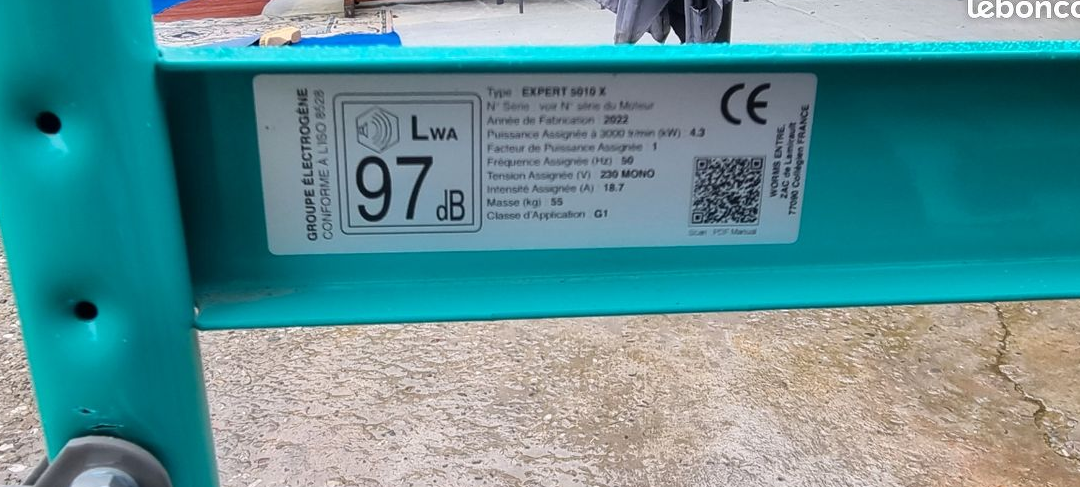 lebonco
GROUPE ÉLECTROGÈNE
CONFORME À L'ISO 8528
LWA
97 dB
Type : EXPERT 5010 X
N° Série : voir N° série du Moteur
Année de Fabrication : 2022
Puissance Assignée à 3000 tr/min (kW) : 4.3
Facteur de Puissance Assignée : 1
Fréquence Assignée (Hz) : 50
Tension Assignée (V) : 230 MONO
Intensité Assignée (A) : 18.7
Masse (kg) : 55
Classe d'Application : G1
CE
Scan : PDF Manual
WORMS ENTRE.
ZAC de Lamirault
77090 Collégien FRANCE